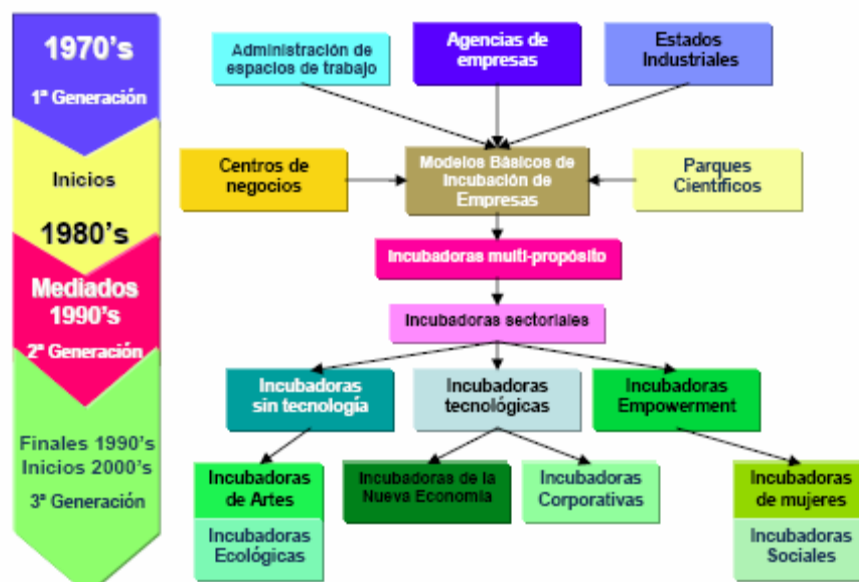 1970's
1ª Generación
Inicios
1980's
Mediados
1990's
2ª Generación
Finales 1990's
Inicios 2000's
3ª Generación
Administración de
espacios de trabajo
Agencias de
empresas
Estados
Industriales
Centros de
negocios
Modelos Básicos de
Incubación de
Empresas
Parques
Científicos
Incubadoras multi-propósito
Incubadoras sectoriales
Incubadoras
sin tecnología
Incubadoras
tecnológicas
Incubadoras
Empowerment
Incubadoras
de Artes
Incubadoras
Ecológicas
Incubadoras de la
Nueva Economía
Incubadoras
Corporativas
Incubadoras
de mujeres
Incubadoras
Sociales